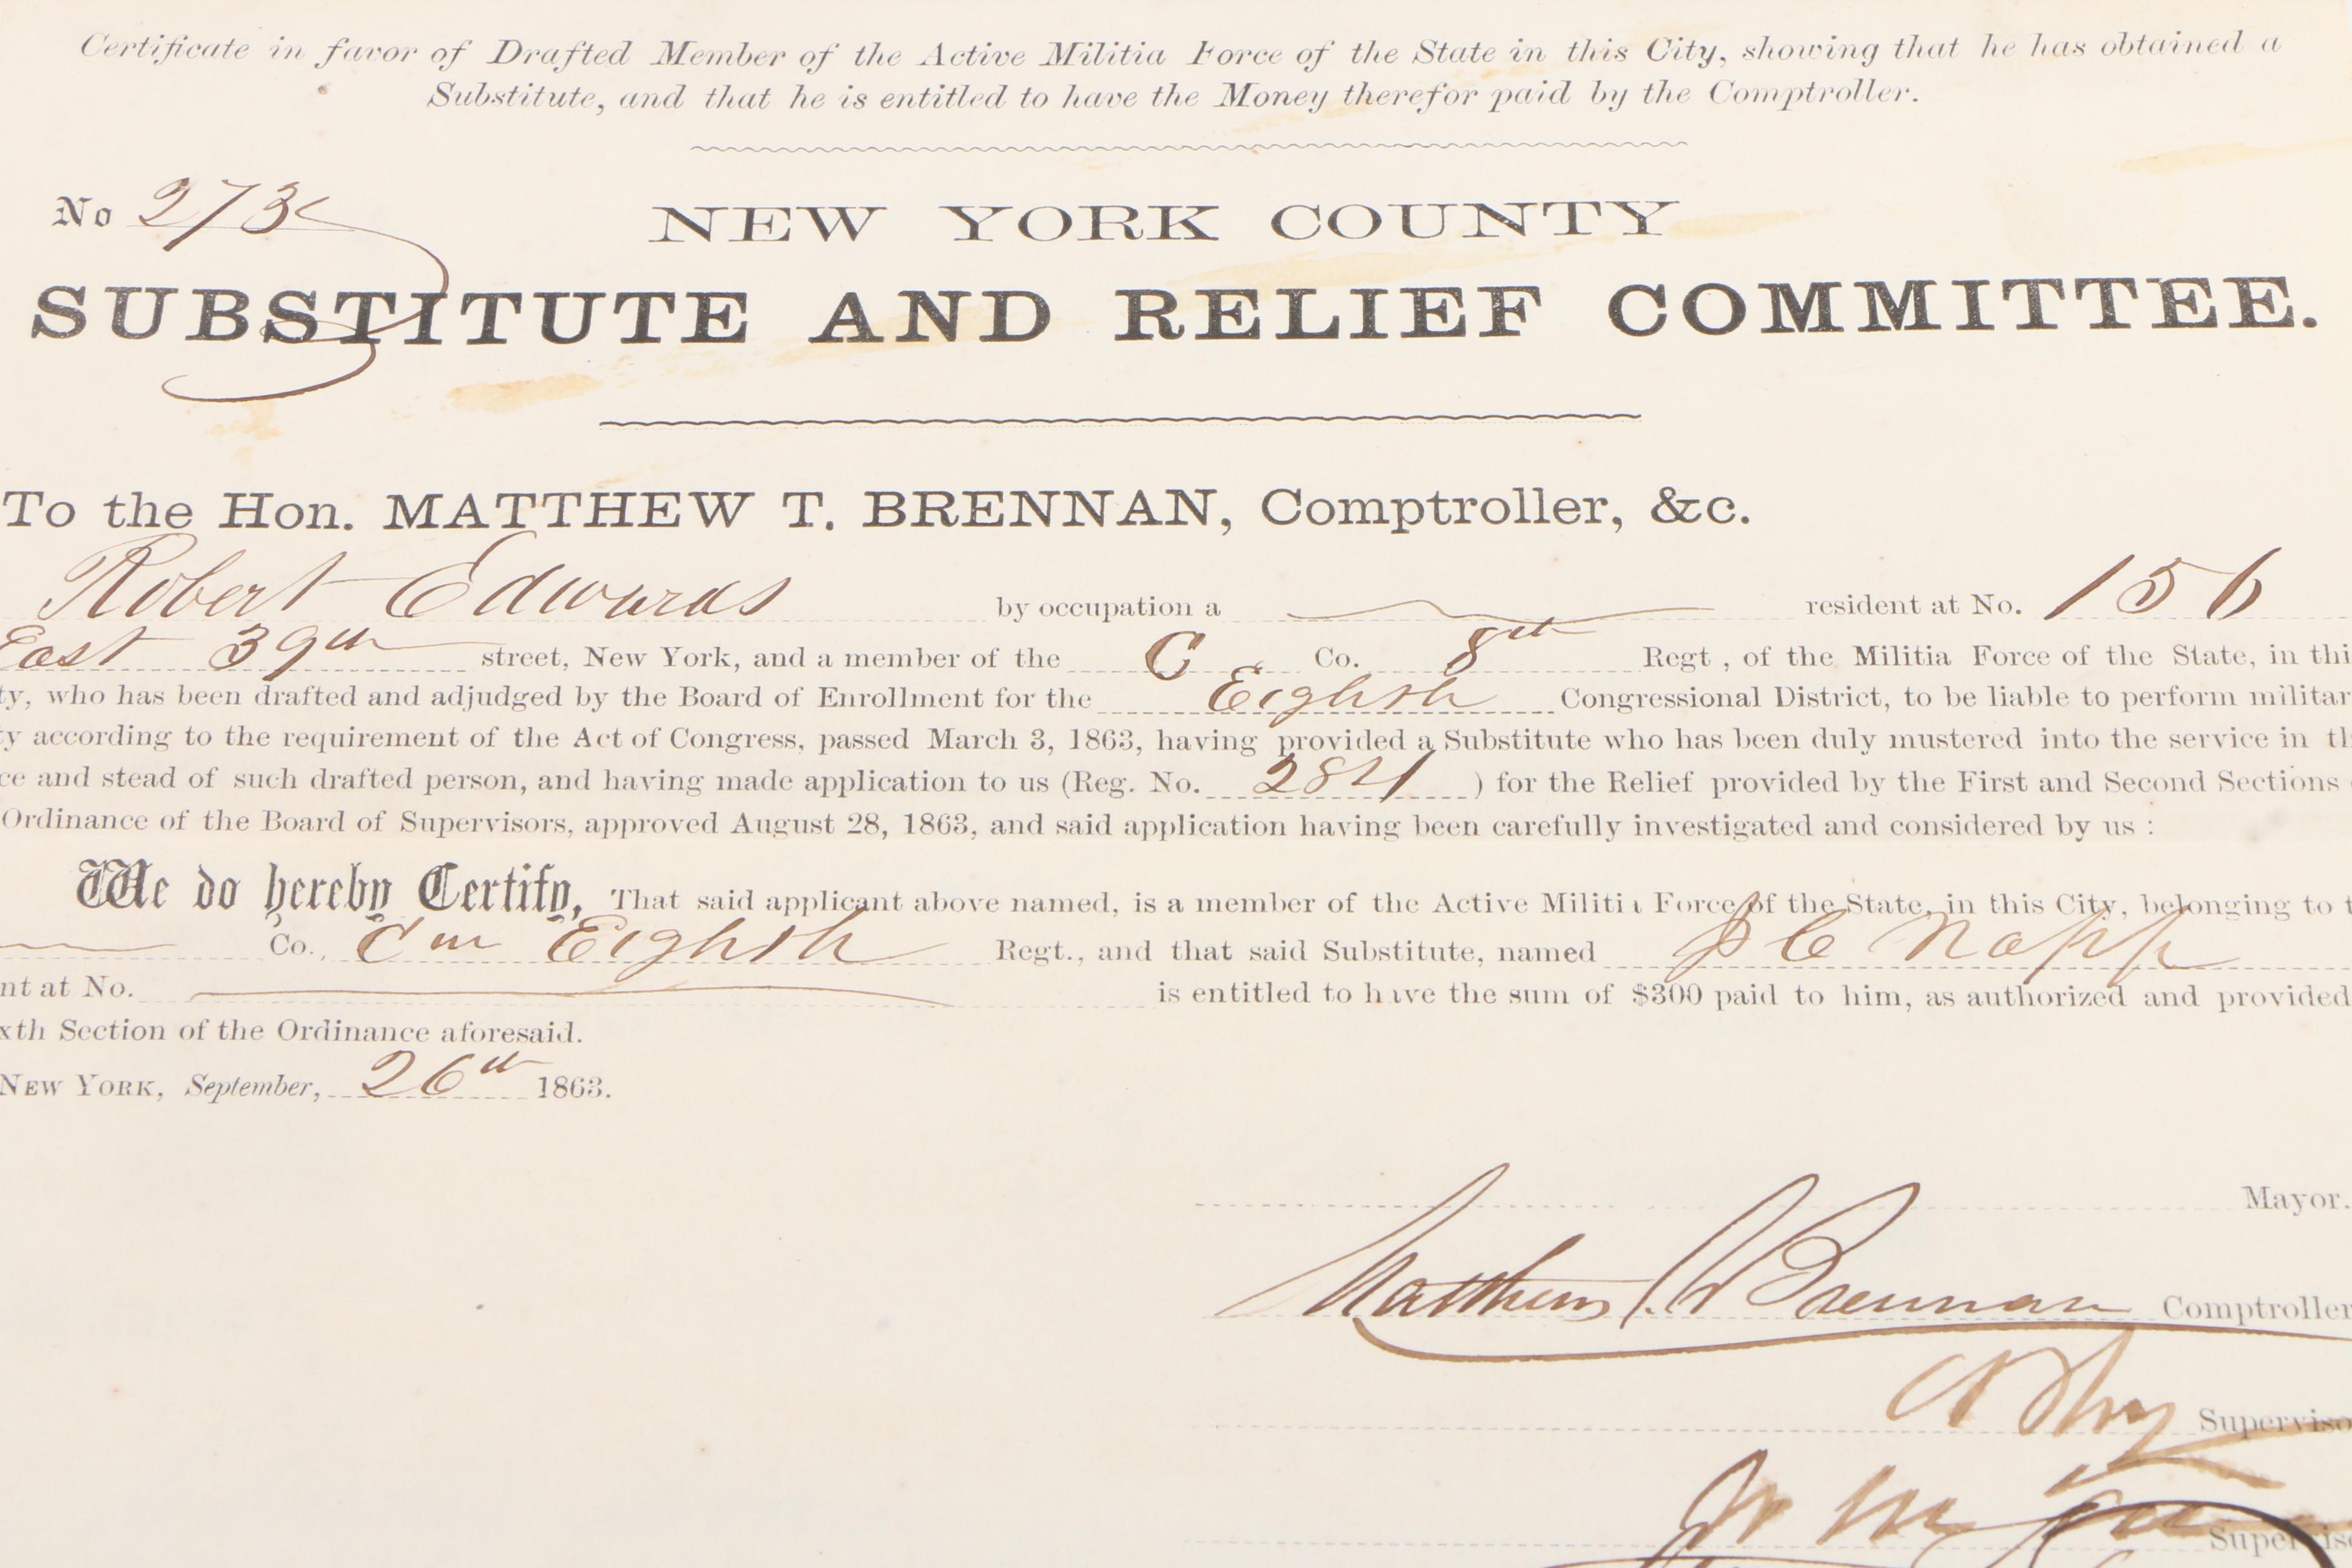 Certificate in favor of Drafted Member of the Active Militia Force of the State in this City, showing that he has obtained a
Substitute, and that he is entitled to have the Money therefor paid by the Comptroller.
No 273
NEW YORK COUNTY
SUBSTITUTE AND RELIEF COMMITTEE.
To the Hon. MATTHEW T. BRENNAN, Comptroller, &c.
Robert Edwards by occupation a resident at No. 156
East 39th street, New York, and a member of the C Co. 8th Regt, of the Militia Force of the State, in thi
ty, who has been drafted and adjudged by the Board of Enrollment for the Eighth Congressional District, to be liable to perform militar
y according to the requirement of the Act of Congress, passed March 3, 1863, having provided a Substitute who has been duly mustered into the service in th
ce and stead of such drafted person, and having made application to us (Reg. No. 284 ) for the Relief provided by the First and Second Sections
Ordinance of the Board of Supervisors, approved August 28, 1863, and said application having been carefully investigated and considered by us :
We do hereby Certify, That said applicant above named, is a member of the Active Militia Force of the State, in this City, belonging to t
Co., Eighth Regt., and that said Substitute, named
nt at No. is entitled to have the sum of $300 paid to him, as authorized and provided
xth Section of the Ordinance aforesaid.
NEW YORK, September, 26th 1863.
Mayor.
Matthew T Brennan Comptroller
Superviso
Supervis